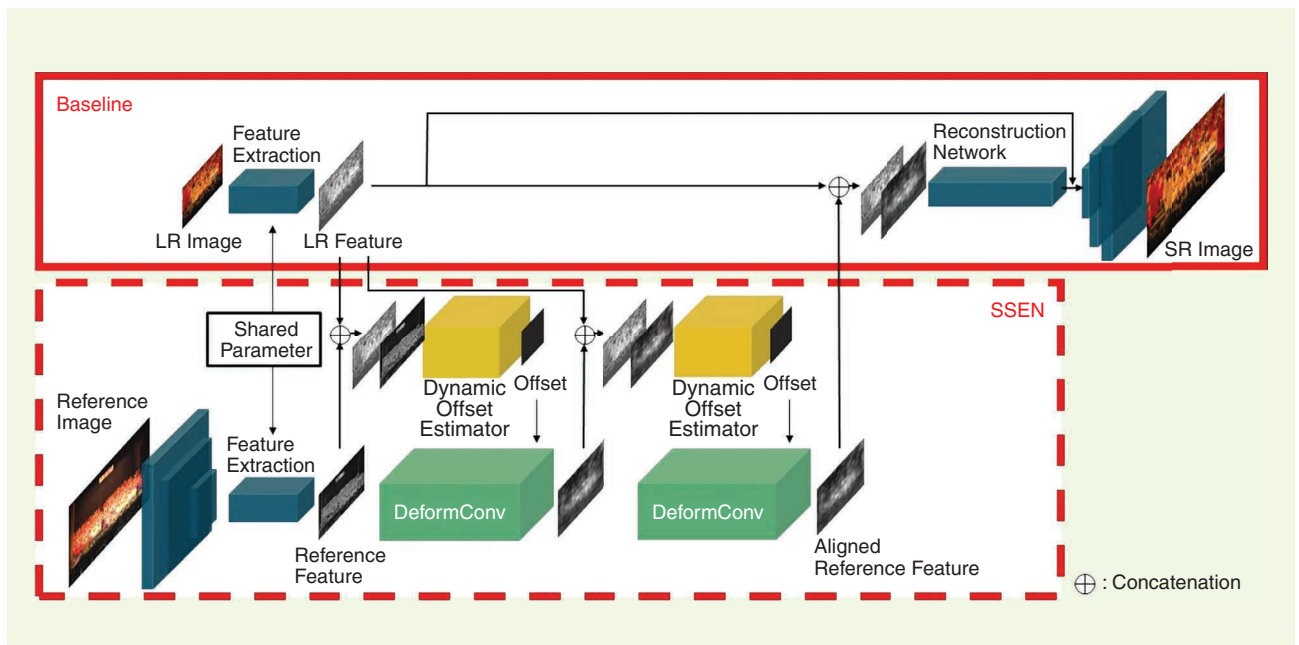 Baseline
Feature
Extraction
LR Image
LR Feature
Reconstruction
Network
SR Image
SSEN
Shared
Parameter
Reference
Image
Feature
Extraction
Reference
Feature
Dynamic
Offset
Estimator
Offset
DeformConv
Dynamic
Offset
Estimator
Offset
DeformConv
Aligned
Reference Feature
: Concatenation